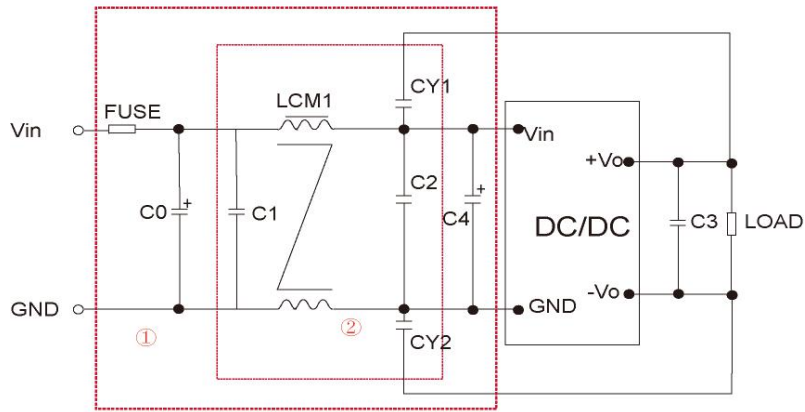 CY1
FUSE
LCM1
Vin
Vin
+Vo
C0
+
C1
C2
C4
+
DC/DC
C3
LOAD
-Vo
GND
GND
①
②
CY2